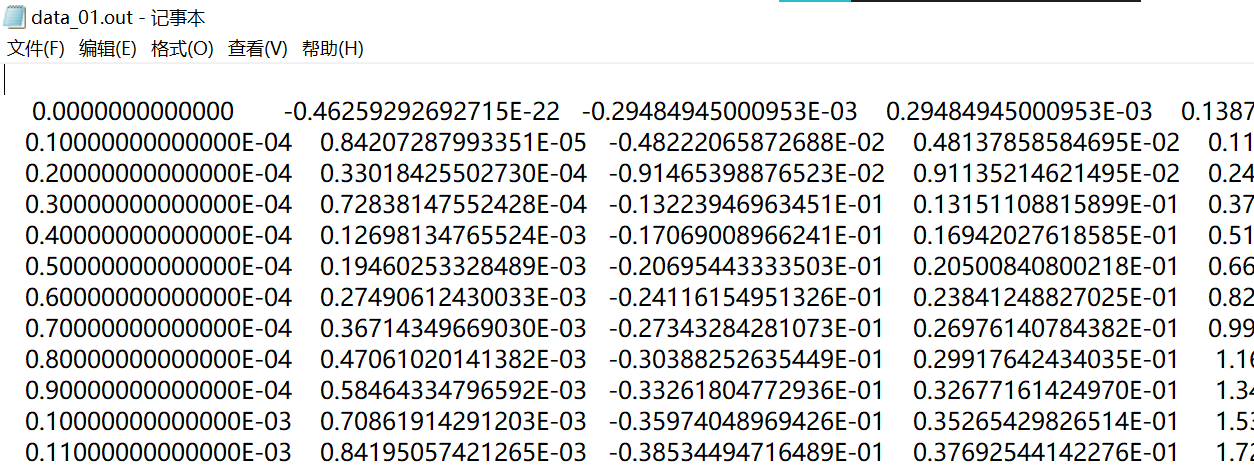 data_01.out - 记事本
文件(F) 编辑(E) 格式(O) 查看(V) 帮助(H)
0.0000000000000 -0.46259292692715E-22 -0.29484945000953E-03 0.29484945000953E-03 0.1387
0.10000000000000E-04 0.84207287993351E-05 -0.48222065872688E-02 0.48137858584695E-02 0.11
0.20000000000000E-04 0.33018425502730E-04 -0.91465398876523E-02 0.91135214621495E-02 0.24
0.30000000000000E-04 0.72838147552428E-04 -0.13223946963451E-01 0.13151108815899E-01 0.37
0.40000000000000E-04 0.12698134765524E-03 -0.17069008966241E-01 0.16942027618585E-01 0.51
0.50000000000000E-04 0.19460253328489E-03 -0.20695443333503E-01 0.20500840800218E-01 0.66
0.60000000000000E-04 0.27490612430033E-03 -0.24116154951326E-01 0.23841248827025E-01 0.82
0.70000000000000E-04 0.36714349669030E-03 -0.27343284281073E-01 0.26976140784382E-01 0.99
0.80000000000000E-04 0.47061020141382E-03 -0.30388252635449E-01 0.29917642434035E-01 1.16
0.90000000000000E-04 0.58464334796592E-03 -0.33261804772936E-01 0.32677161424970E-01 1.34
0.10000000000000E-03 0.70861914291203E-03 -0.35974048969426E-01 0.35265429826514E-01 1.53
0.11000000000000E-03 0.84195057421265E-03 -0.38534494716489E-01 0.37692544142276E-01 1.72